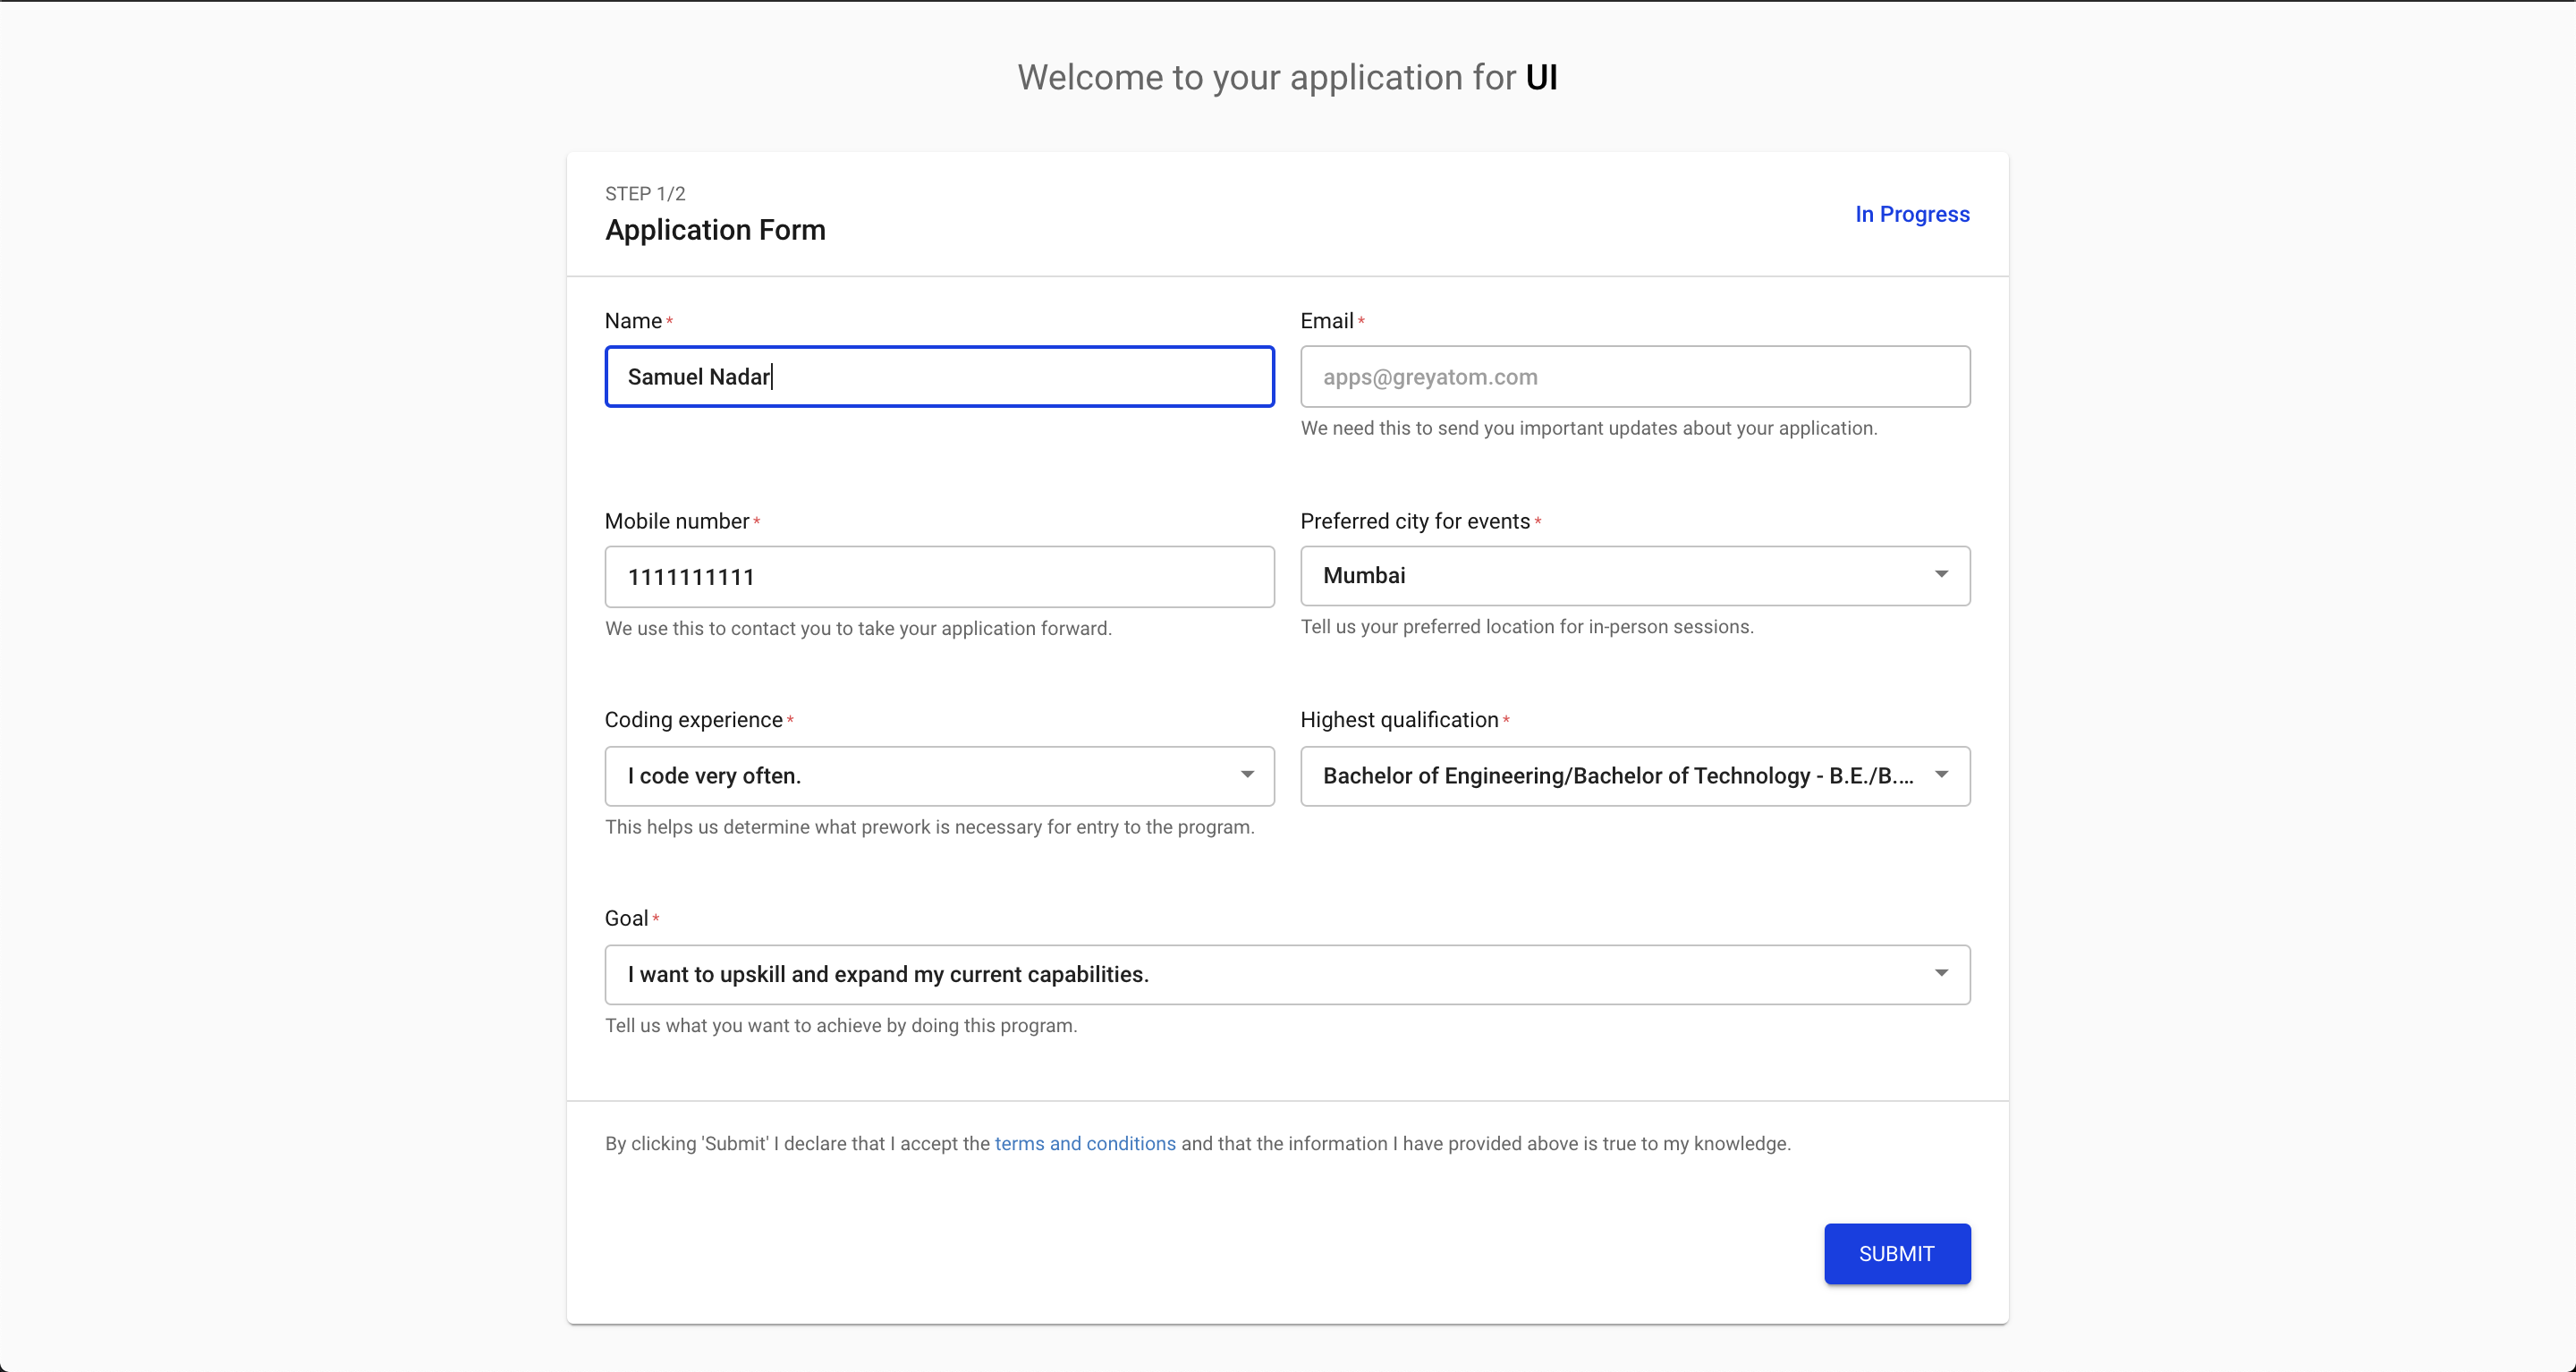 Welcome to your application for UI
STEP 1/2
Application Form
In Progress
Name*
Email*
Samuel Nadar
apps@greyatom.com
We need this to send you important updates about your application.
Mobile number*
Preferred city for events*
1111111111
Mumbai
We use this to contact you to take your application forward.
Tell us your preferred location for in-person sessions.
Coding experience*
Highest qualification*
I code very often.
Bachelor of Engineering/Bachelor of Technology - B.E./B....
This helps us determine what prework is necessary for entry to the program.
Goal*
I want to upskill and expand my current capabilities.
Tell us what you want to achieve by doing this program.
By clicking 'Submit' I declare that I accept the terms and conditions and that the information I have provided above is true to my knowledge.
SUBMIT